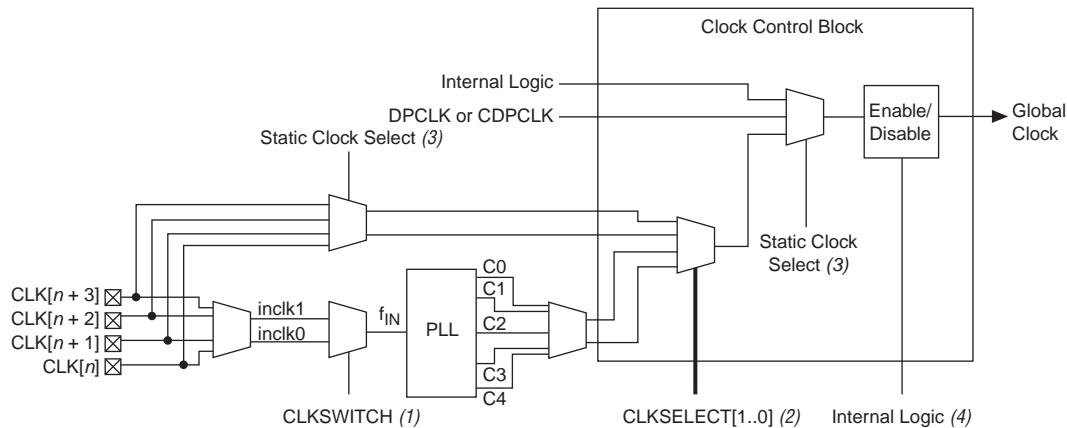 Clock Control Block
Internal Logic
DPCLK or CDPCLK
Static Clock Select (3)
Enable/
Disable
Global
Clock
Static Clock
Select (3)
CLK[n + 3]
CLK[n + 2]
CLK[n + 1]
CLK[n]
inclk1
inclk0
fIN
PLL
C0
C1
C2
C3
C4
CLKSWITCH (1)
CLKSELECT[1..0] (2)
Internal Logic (4)